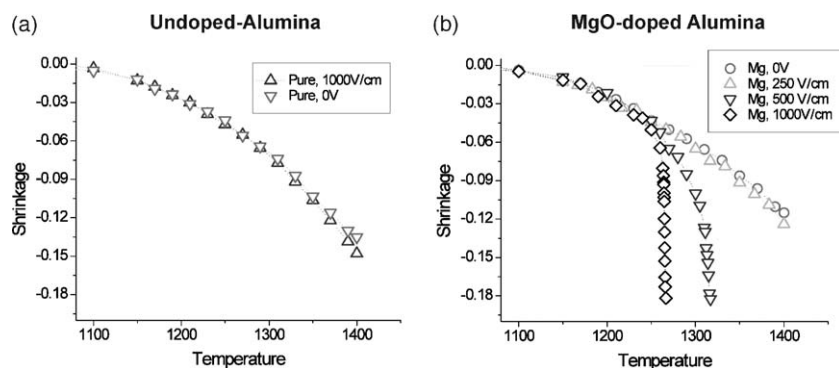 (a)
Undoped-Alumina
Pure, 1000V/cm
Pure, 0V
Shrinkage
0.00
-0.03
-0.06
-0.09
-0.12
-0.15
-0.18
1100
1200
1300
1400
Temperature
(b)
MgO-doped Alumina
Mg, 0V
Mg, 250 V/cm
Mg, 500 V/cm
Mg, 1000V/cm
Shrinkage
0.00
-0.03
-0.06
-0.09
-0.12
-0.15
-0.18
1100
1200
1300
1400
Temperature